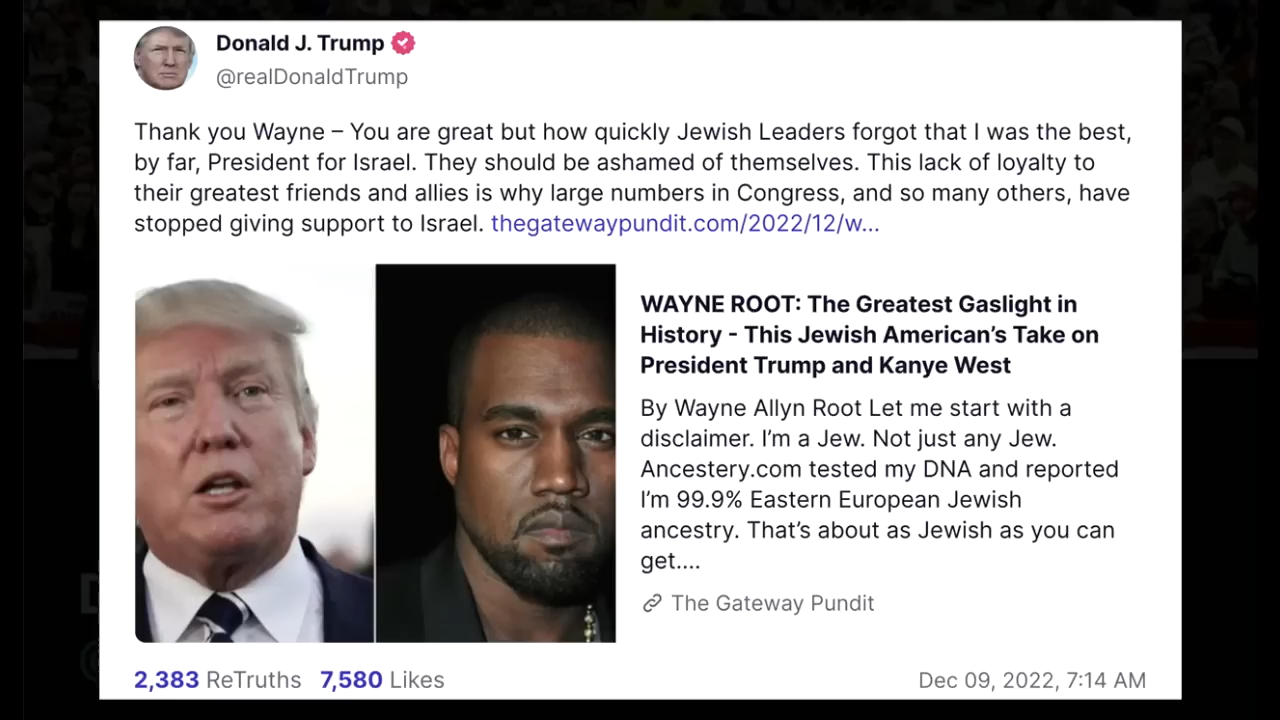 Donald J. Trump
@realDonaldTrump
Thank you Wayne – You are great but how quickly Jewish Leaders forgot that I was the best,
by far, President for Israel. They should be ashamed of themselves. This lack of loyalty to
their greatest friends and allies is why large numbers in Congress, and so many others, have
stopped giving support to Israel. thegatewaypundit.com/2022/12/w...
WAYNE ROOT: The Greatest Gaslight in
History - This Jewish American’s Take on
President Trump and Kanye West
By Wayne Allyn Root Let me start with a
disclaimer. I’m a Jew. Not just any Jew.
Ancestery.com tested my DNA and reported
I’m 99.9% Eastern European Jewish
ancestry. That’s about as Jewish as you can
get....
The Gateway Pundit
2,383 ReTruths 7,580 Likes
Dec 09, 2022, 7:14 AM